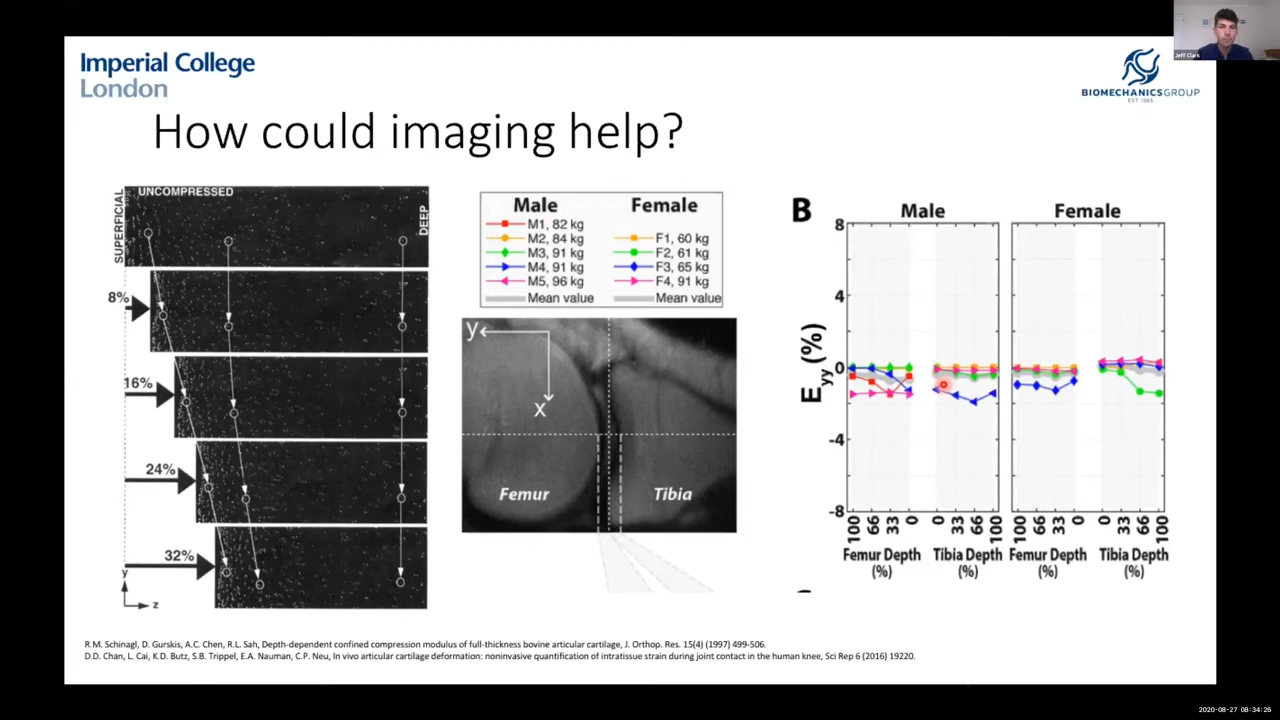 Jeff Clark
Imperial College
London
BIOMECHANICSGROUP
EST 1965
How could imaging help?
UNCOMPRESSED
SUPERFICIAL
DEEP
8%
16%
24%
32%
y
z
Male Female
M1, 82 kg
M2, 84 kg F1, 60 kg
M3, 91 kg F2, 61 kg
M4, 91 kg F3, 65 kg
M5, 96 kg F4, 91 kg
Mean value Mean value
y
x
Femur Tibia
B
Male Female
8
4
0
-4
-8
Eyy (%)
100 66 33 0 0 33 66 100 100 66 33 0 0 33 66 100
Femur Depth Tibia Depth Femur Depth Tibia Depth
(%) (%) (%) (%)
R.M. Schinagl, D. Gurskis, A.C. Chen, R.L. Sah, Depth-dependent confined compression modulus of full-thickness bovine articular cartilage, J. Orthop. Res. 15(4) (1997) 499-506.
D.D. Chan, L. Cai, K.D. Butz, S.B. Trippel, E.A. Nauman, C.P. Neu, In vivo articular cartilage deformation: noninvasive quantification of intratissue strain during joint contact in the human knee, Sci Rep 6 (2016) 19220.
2020-08-27 08:34:26